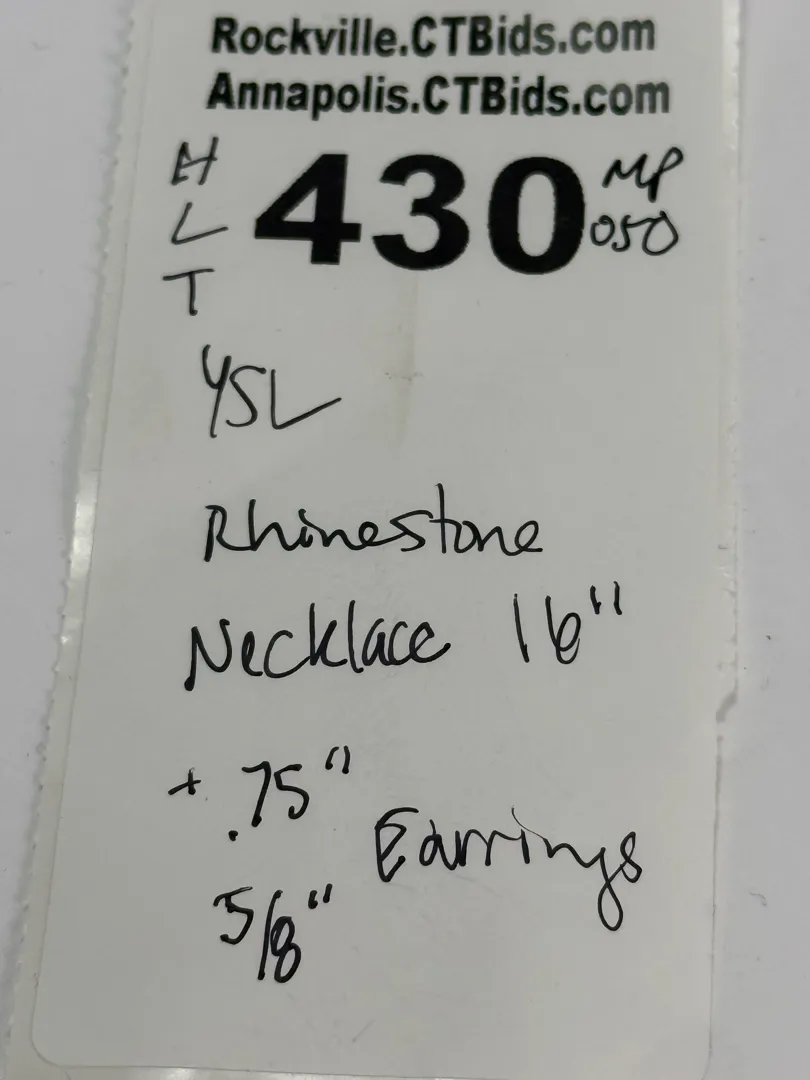 Rockville.CTBids.com
Annapolis.CTBids.com
H
L
T
430
MP
050
YSL
Rhinestone
Necklace 16"
+ .75"
Earrings
5/8"